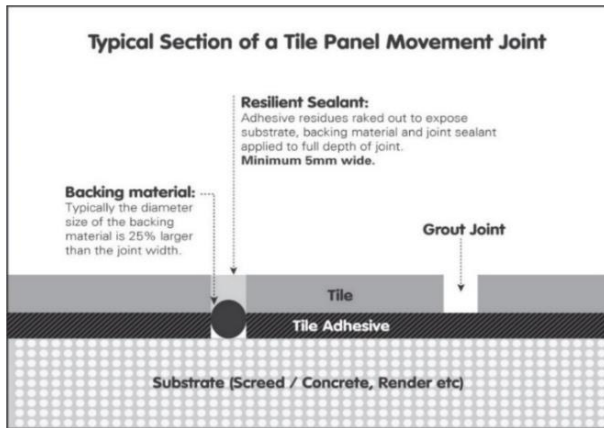 Typical Section of a Tile Panel Movement Joint
Resilient Sealant:
Adhesive residues raked out to expose
substrate, backing material and joint sealant
applied to full depth of joint.
Minimum 5mm wide.
Backing material:
Typically the diameter
size of the backing
material is 25% larger
than the joint width.
Grout Joint
Tile
Tile Adhesive
Substrate (Screed / Concrete, Render etc)